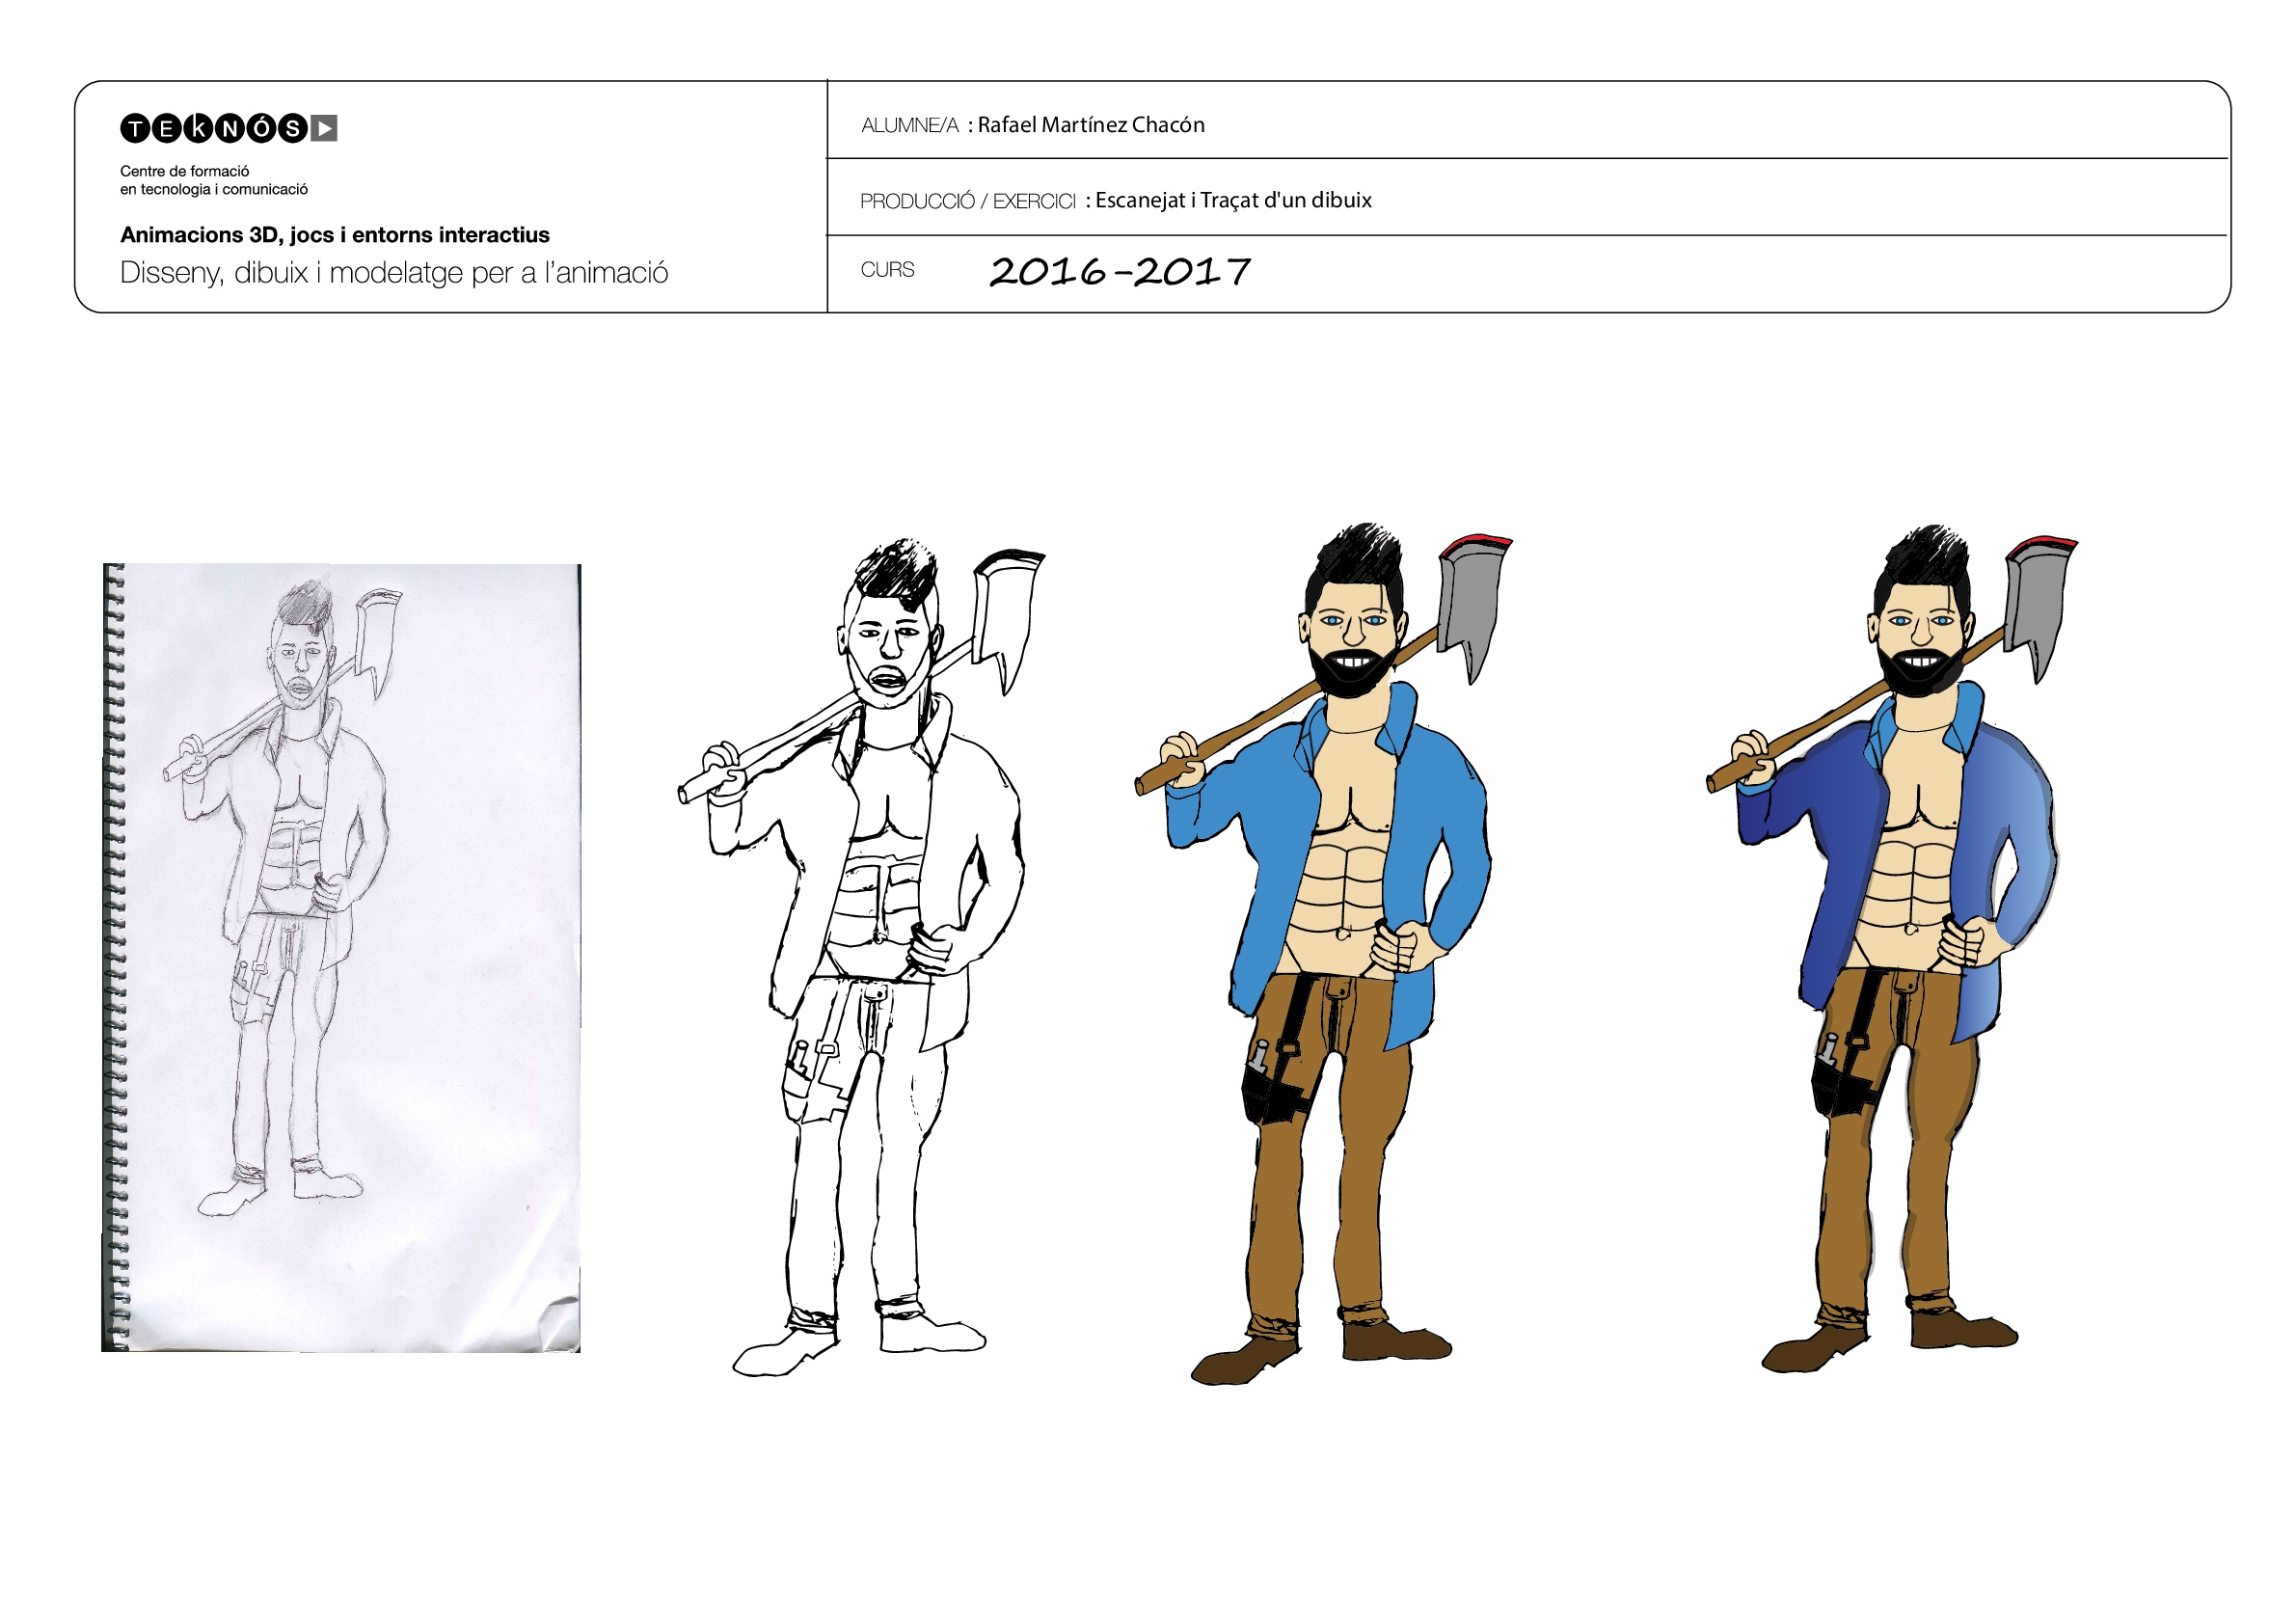 TEkNÓS
Centre de formació
en tecnologia i comunicació
Animacions 3D, jocs i entorns interactius
Disseny, dibuix i modelatge per a l’animació
ALUMNE/A : Rafael Martínez Chacón
PRODUCCIÓ / EXERCICI : Escanejat i Traçat d'un dibuix
CURS 2016-2017